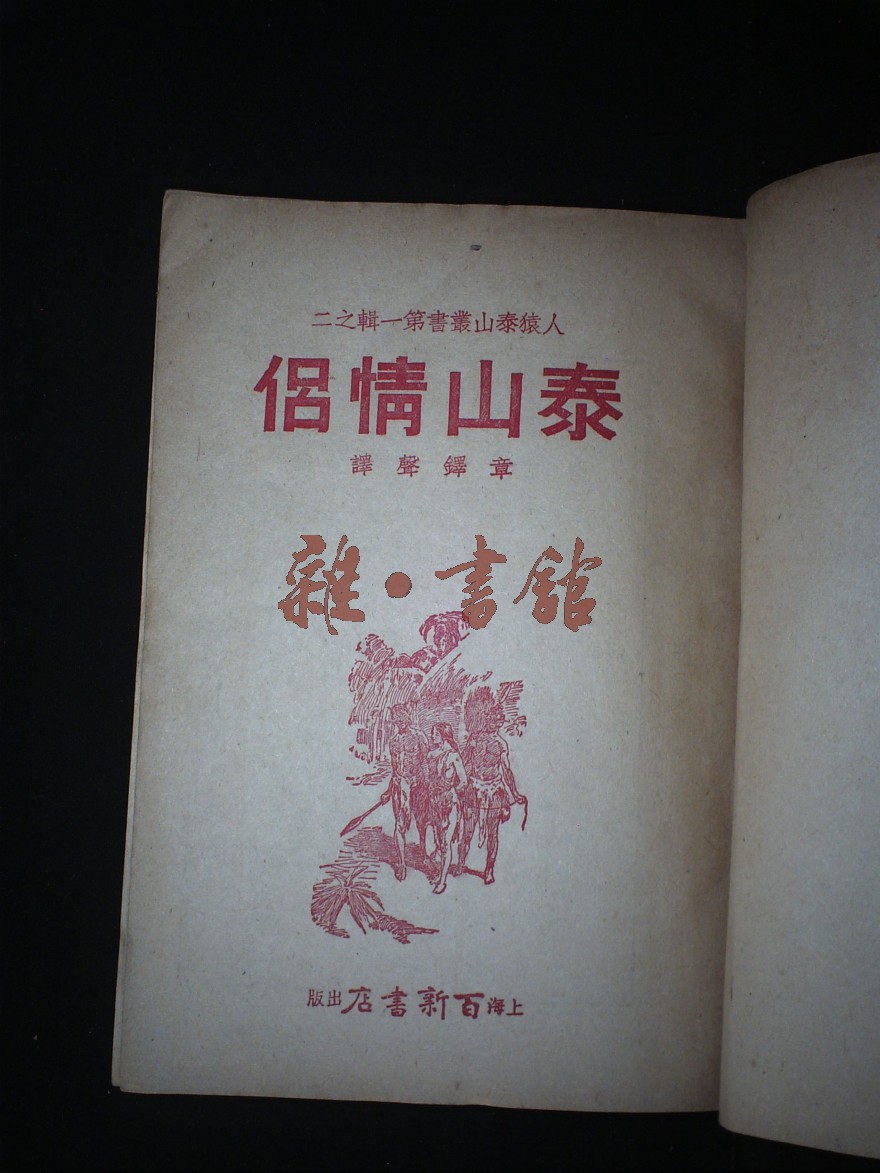 人猿泰山叢書第一輯之二
泰山情侶
章鐸聲譯
雜·書館
上海百新書店出版